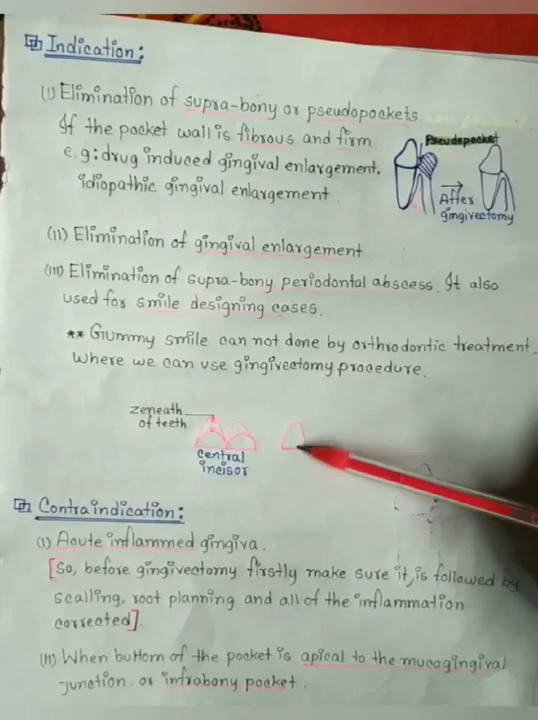 Indication:
(i) Elimination of supra-bony or pseudopockets
If the pocket wall is fibrous and firm
e.g: drug induced gingival enlargement.
idiopathic gingival enlargement
Pseudopocket
After
gingivectomy
(ii) Elimination of gingival enlargement
(iii) Elimination of supra-bony periodontal abscess. It also
used for smile designing cases.
** Gummy smile can not done by orthrodontic treatment.
Where we can use gingivectomy procedure.
zeneath
of teeth
central
incisor
Contraindication:
(i) Acute inflammed gingiva.
[So, before gingivectomy firstly make sure it, is followed by
scalling, root planning and all of the inflammation
corrected].
(ii) When buttom of the pocket is apical to the mucogingival
junction. or infrabony pocket.